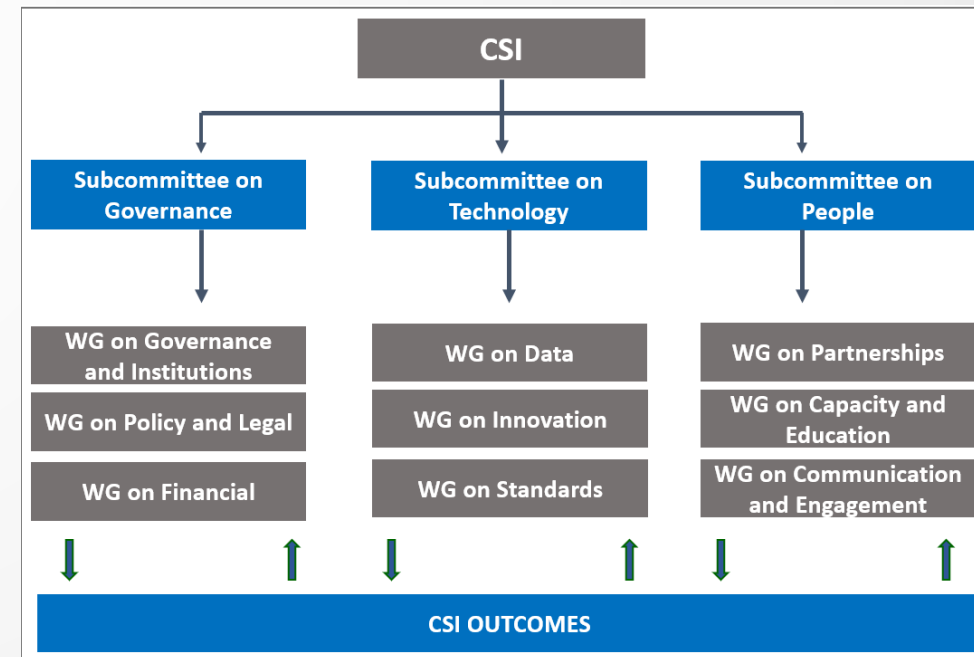 CSI
Subcommittee on
Governance
Subcommittee on
Technology
Subcommittee on
People
WG on Governance
and Institutions
WG on Policy and Legal
WG on Financial
WG on Data
WG on Innovation
WG on Standards
WG on Partnerships
WG on Capacity and
Education
WG on Communication
and Engagement
CSI OUTCOMES